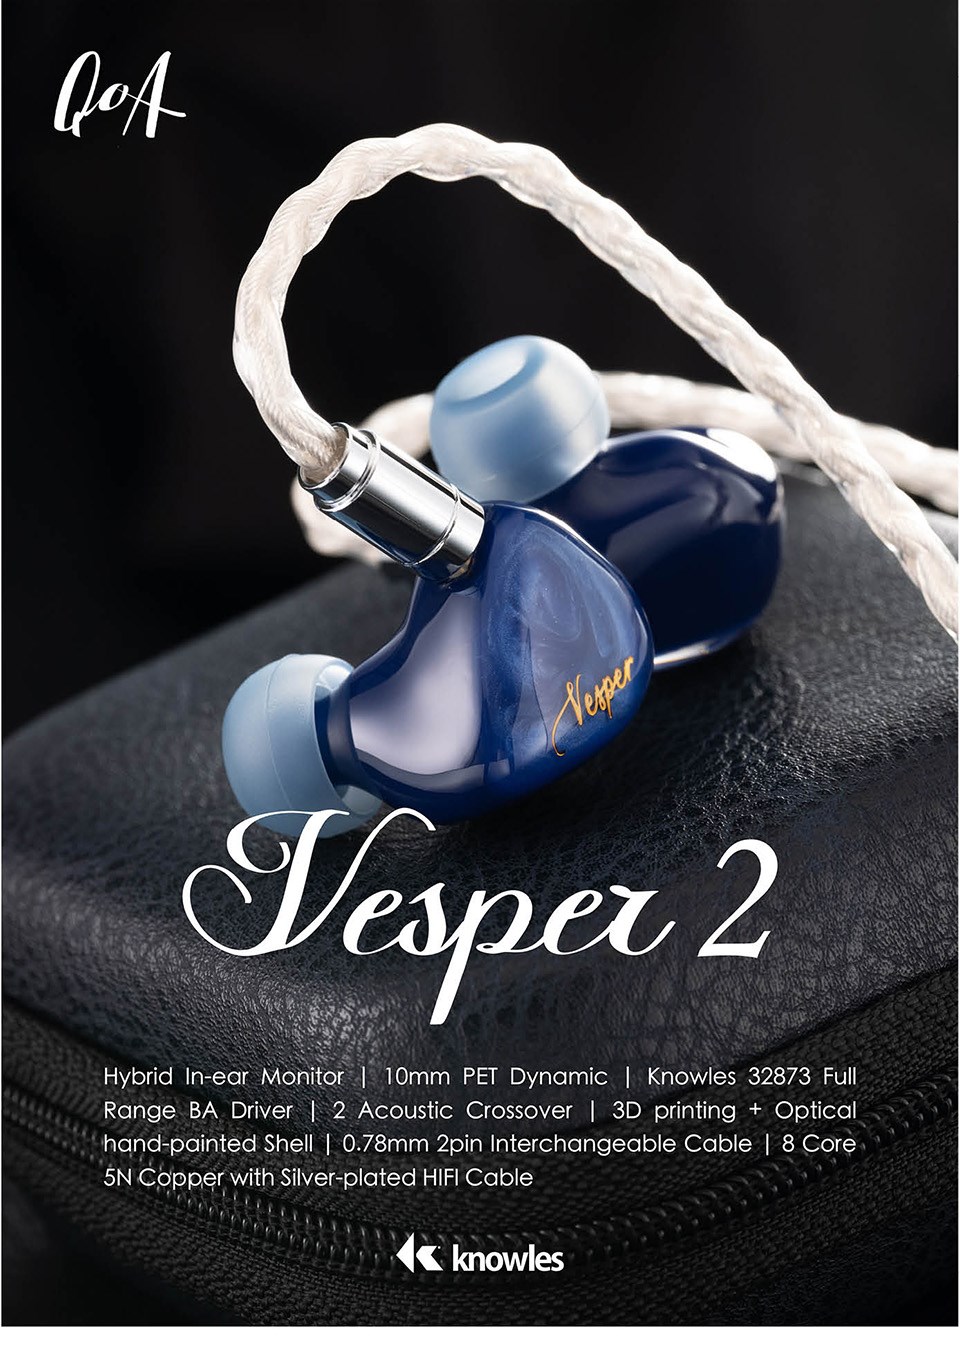 QoA
Vesper
Vesper 2
Hybrid In-ear Monitor | 10mm PET Dynamic | Knowles 32873 Full
Range BA Driver | 2 Acoustic Crossover | 3D printing + Optical
hand-painted Shell | 0.78mm 2pin Interchangeable Cable | 8 Core
5N Copper with Silver-plated HIFI Cable
knowles